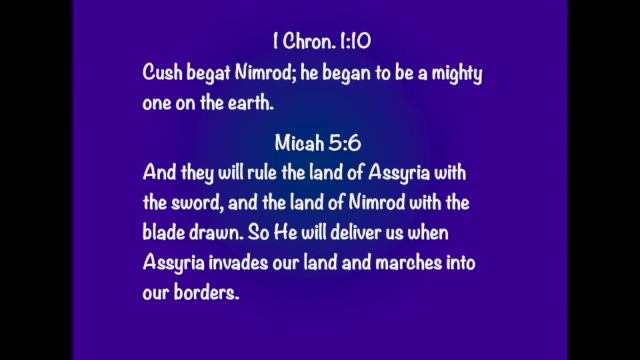 1 Chron. 1:10
Cush begat Nimrod; he began to be a mighty
one on the earth.
Micah 5:6
And they will rule the land of Assyria with
the sword, and the land of Nimrod with the
blade drawn. So He will deliver us when
Assyria invades our land and marches into
our borders.